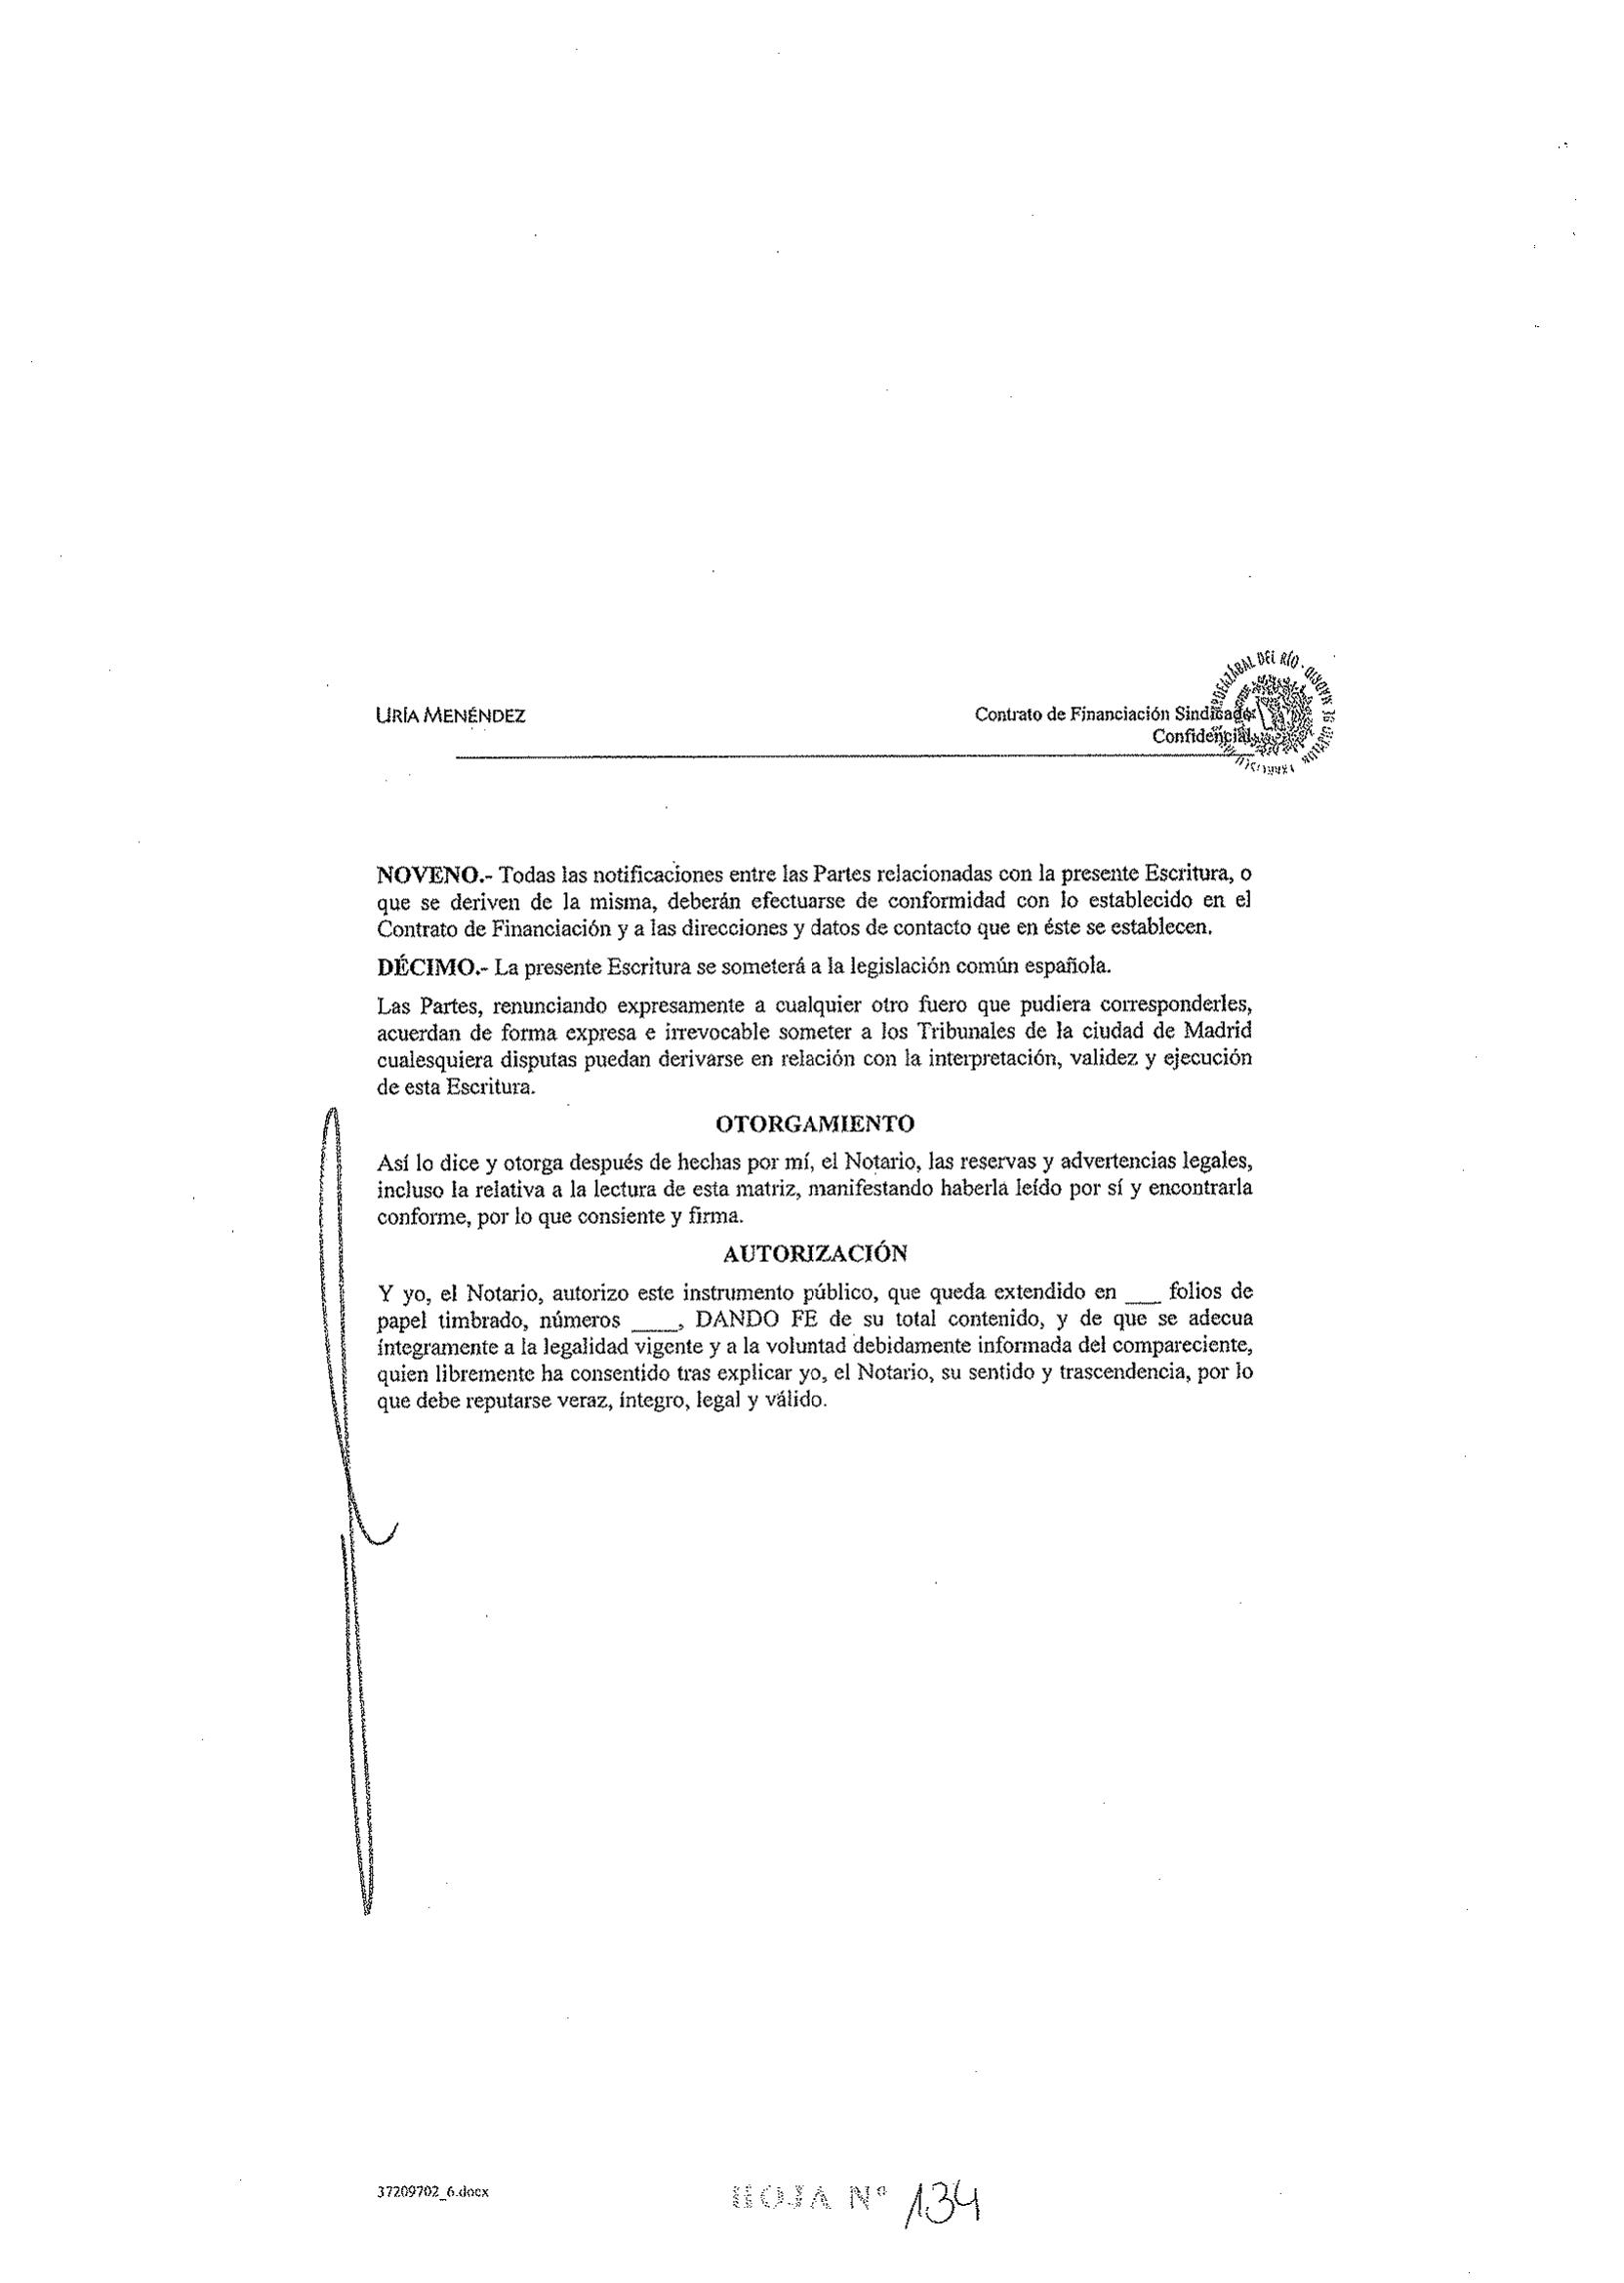 URÍA MENÉNDEZ
Contrato de Financiación Sindicado
Confidencial
DEL RÍO
NOVENO.- Todas las notificaciones entre las Partes relacionadas con la presente Escritura, o
que se deriven de la misma, deberán efectuarse de conformidad con lo establecido en el
Contrato de Financiación y a las direcciones y datos de contacto que en éste se establecen.
DÉCIMO.- La presente Escritura se someterá a la legislación común española.
Las Partes, renunciando expresamente a cualquier otro fuero que pudiera corresponderles,
acuerdan de forma expresa e irrevocable someter a los Tribunales de la ciudad de Madrid
cualesquiera disputas puedan derivarse en relación con la interpretación, validez y ejecución
de esta Escritura.
OTORGAMIENTO
Así lo dice y otorga después de hechas por mí, el Notario, las reservas y advertencias legales,
incluso la relativa a la lectura de esta matriz, manifestando haberla leído por sí y encontrarla
conforme, por lo que consiente y firma.
AUTORIZACIÓN
Y yo, el Notario, autorizo este instrumento público, que queda extendido en ___ folios de
papel timbrado, números ____, DANDO FE de su total contenido, y de que se adecua
íntegramente a la legalidad vigente y a la voluntad debidamente informada del compareciente,
quien libremente ha consentido tras explicar yo, el Notario, su sentido y trascendencia, por lo
que debe reputarse veraz, íntegro, legal y válido.
37209702_6.docx
HOJA Nº 134